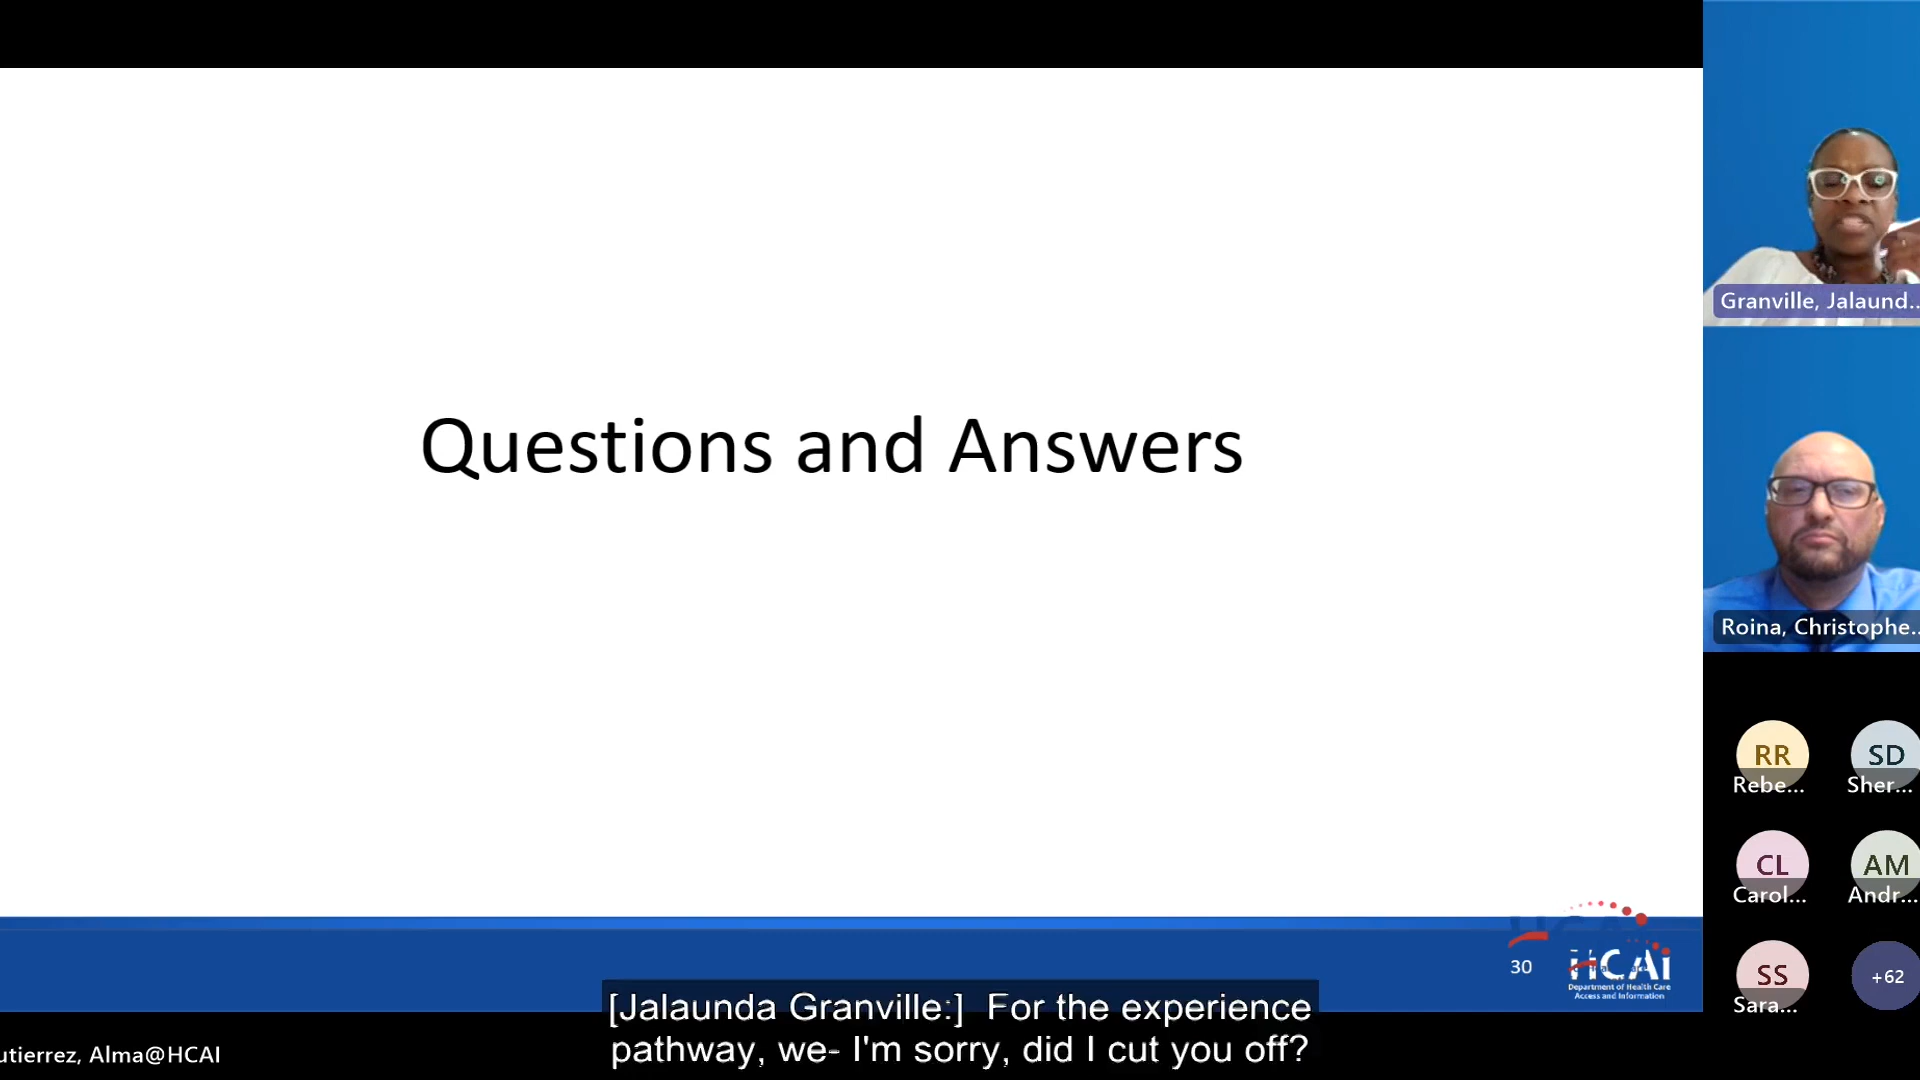 Questions and Answers
Granville, Jalaund...
Roina, Christophe...
RR
SD
Rebe...
Sher...
CL
AM
Carol...
Andr...
SS
+62
Sara...
30
HCAI
Department of Health Care
Access and Information
[Jalaunda Granville:] For the experience
pathway, we- I'm sorry, did I cut you off?
utierrez, Alma@HCAI